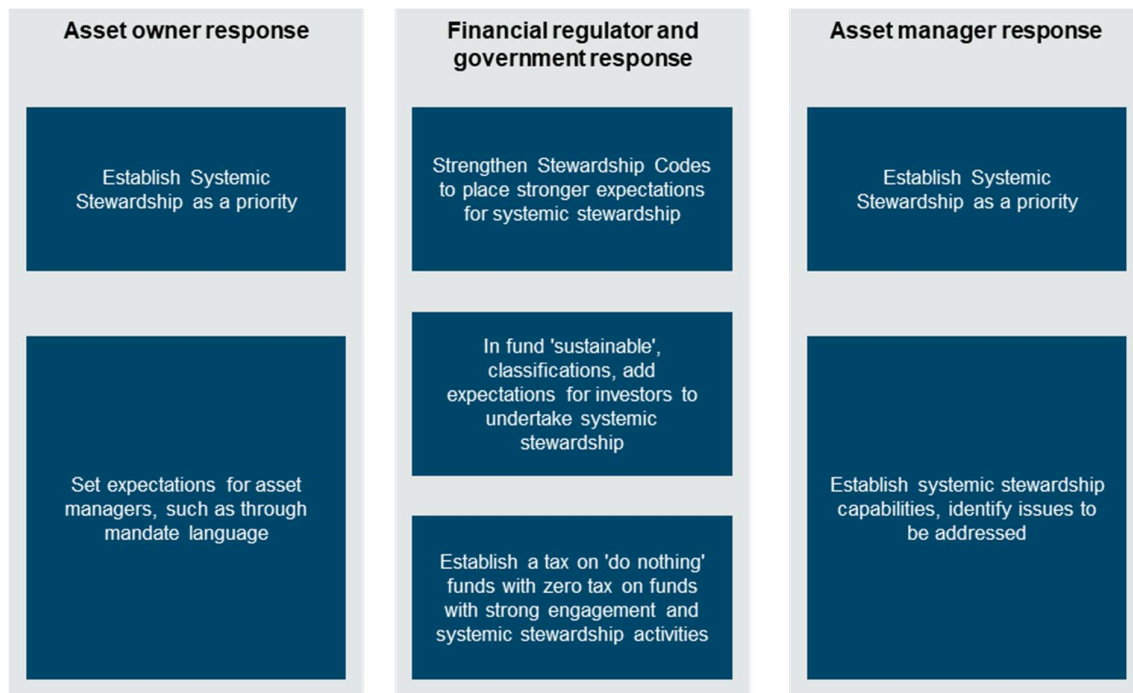 Asset owner response
Establish Systemic
Stewardship as a priority
Set expectations for asset
managers, such as through
mandate language
Financial regulator and
government response
Strengthen Stewardship Codes
to place stronger expectations
for systemic stewardship
In fund 'sustainable',
classifications, add
expectations for investors to
undertake systemic
stewardship
Establish a tax on 'do nothing'
funds with zero tax on funds
with strong engagement and
systemic stewardship activities
Asset manager response
Establish Systemic
Stewardship as a priority
Establish systemic stewardship
capabilities, identify issues to
be addressed